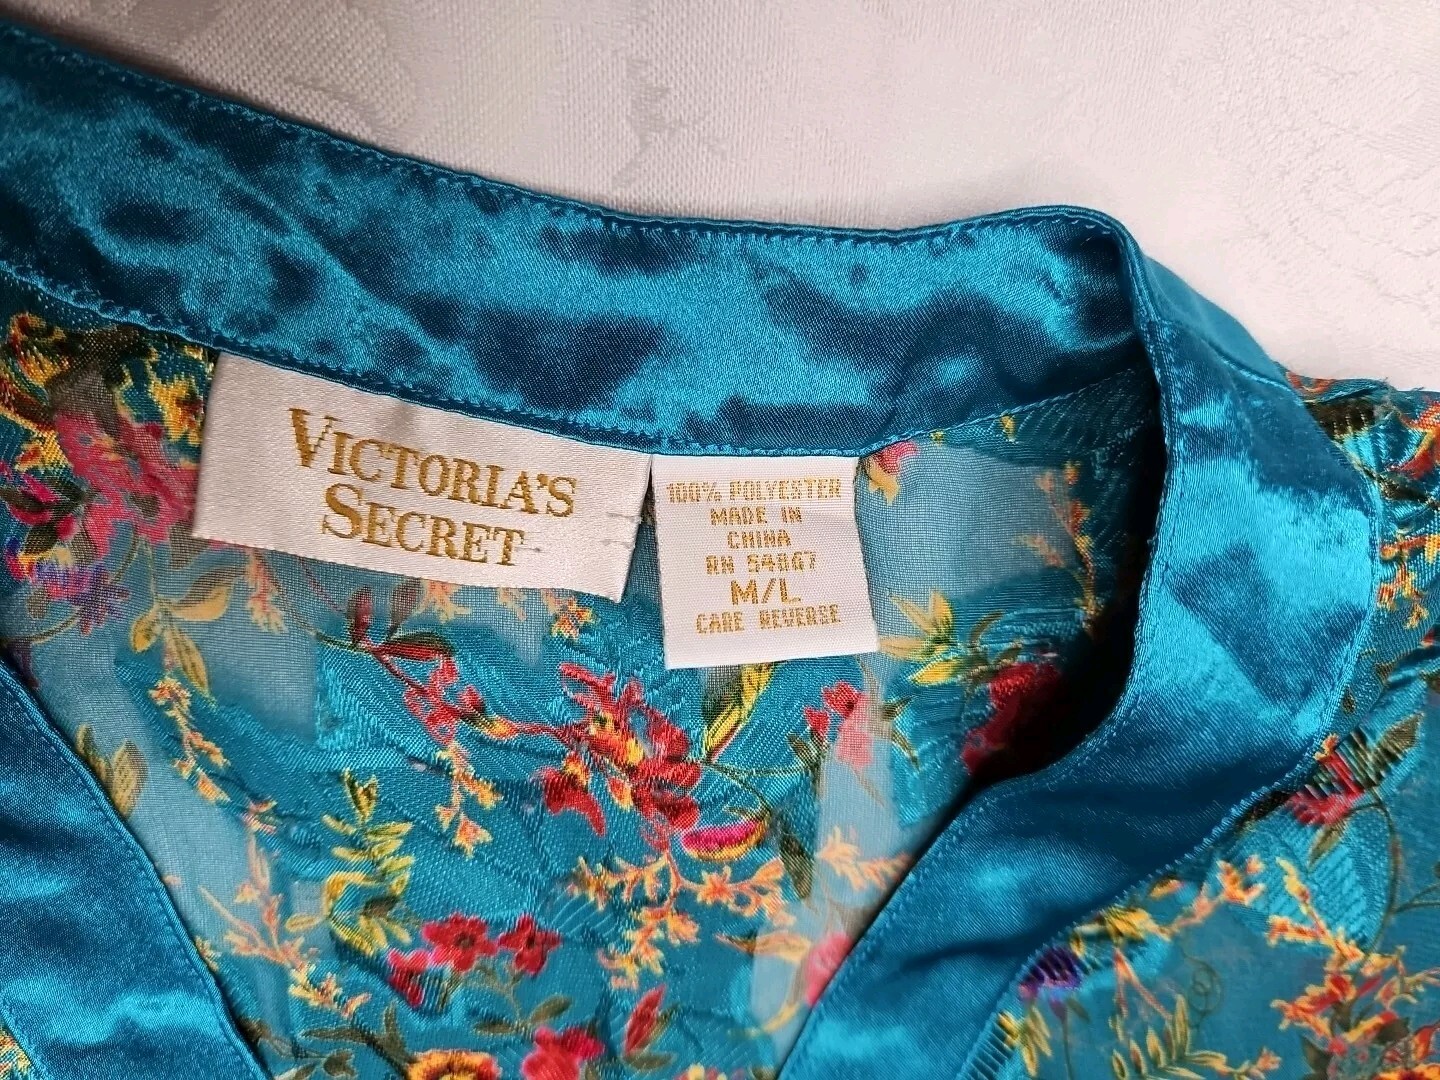 VICTORIA'S
SECRET
100% POLYESTER
MADE IN
CHINA
RN 54867
M/L
CARE REVERSE